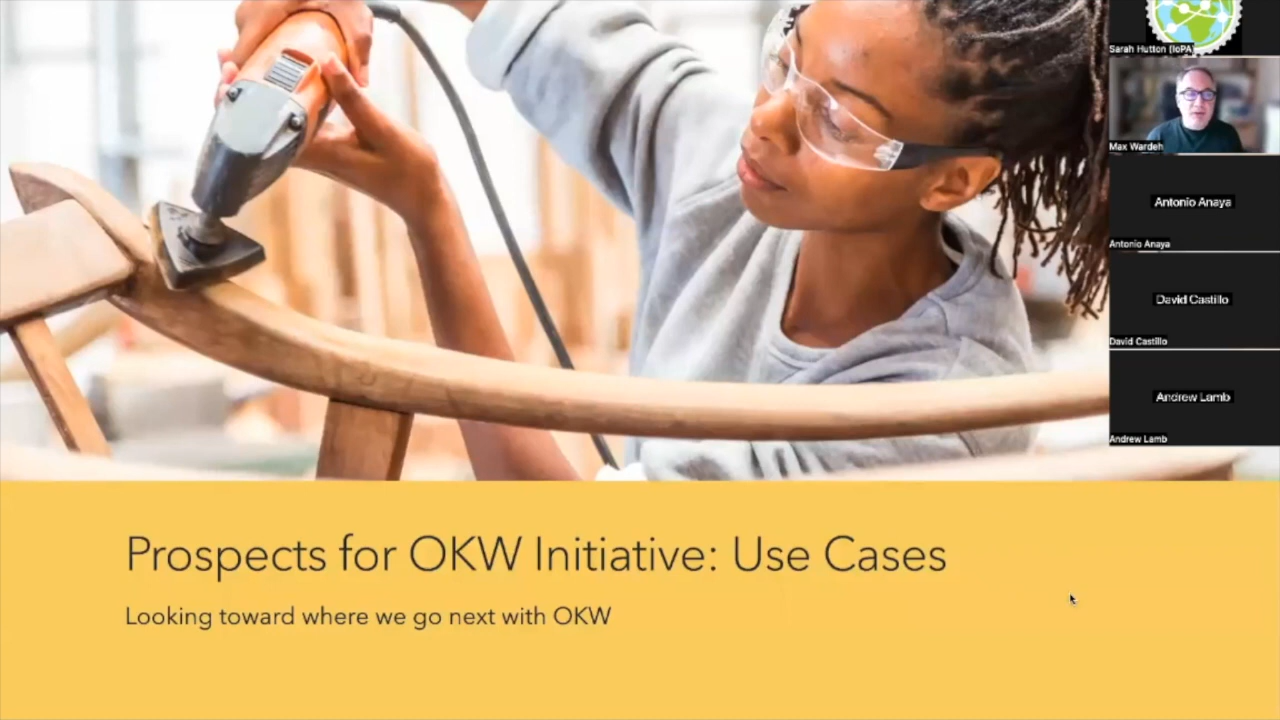 Sarah Hutton (IoPA)
Max Wardeh
Antonio Anaya
Antonio Anaya
David Castillo
David Castillo
Andrew Lamb
Andrew Lamb
Prospects for OKW Initiative: Use Cases
Looking toward where we go next with OKW